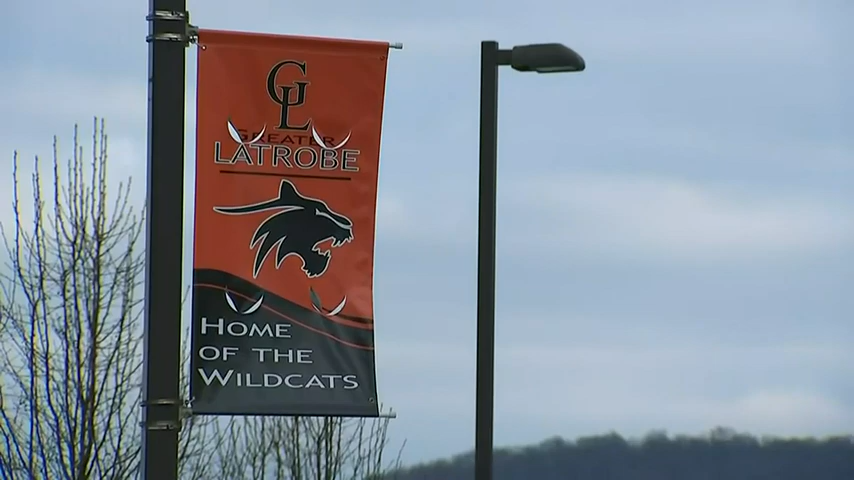 GL
GREATER
LATROBE
HOME
OF THE
WILDCATS